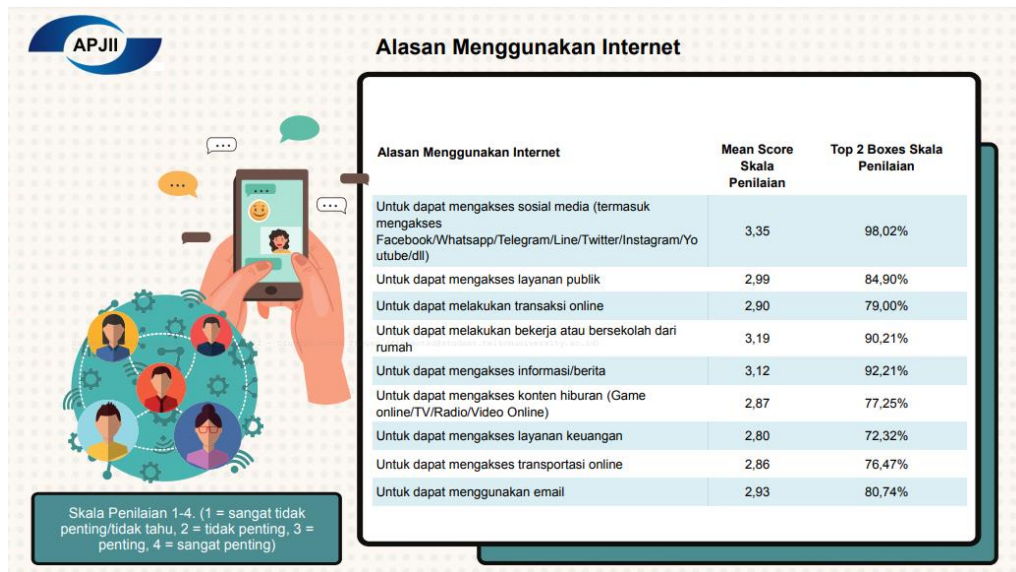 APJII
Alasan Menggunakan Internet
Alasan Menggunakan Internet
Mean Score
Skala
Penilaian
Top 2 Boxes Skala
Penilaian
Untuk dapat mengakses sosial media (termasuk
mengakses
Facebook/Whatsapp/Telegram/Line/Twitter/Instagram/Yo
utube/dll)
3,35
98,02%
Untuk dapat mengakses layanan publik
2,99
84,90%
Untuk dapat melakukan transaksi online
2,90
79,00%
Untuk dapat melakukan bekerja atau bersekolah dari
rumah
3,19
90,21%
Untuk dapat mengakses informasi/berita
3,12
92,21%
Untuk dapat mengakses konten hiburan (Game
online/TV/Radio/Video Online)
2,87
77,25%
Untuk dapat mengakses layanan keuangan
2,80
72,32%
Untuk dapat mengakses transportasi online
2,86
76,47%
Untuk dapat menggunakan email
2,93
80,74%
Skala Penilaian 1-4. (1 = sangat tidak
penting/tidak tahu, 2 = tidak penting, 3 =
penting, 4 = sangat penting)